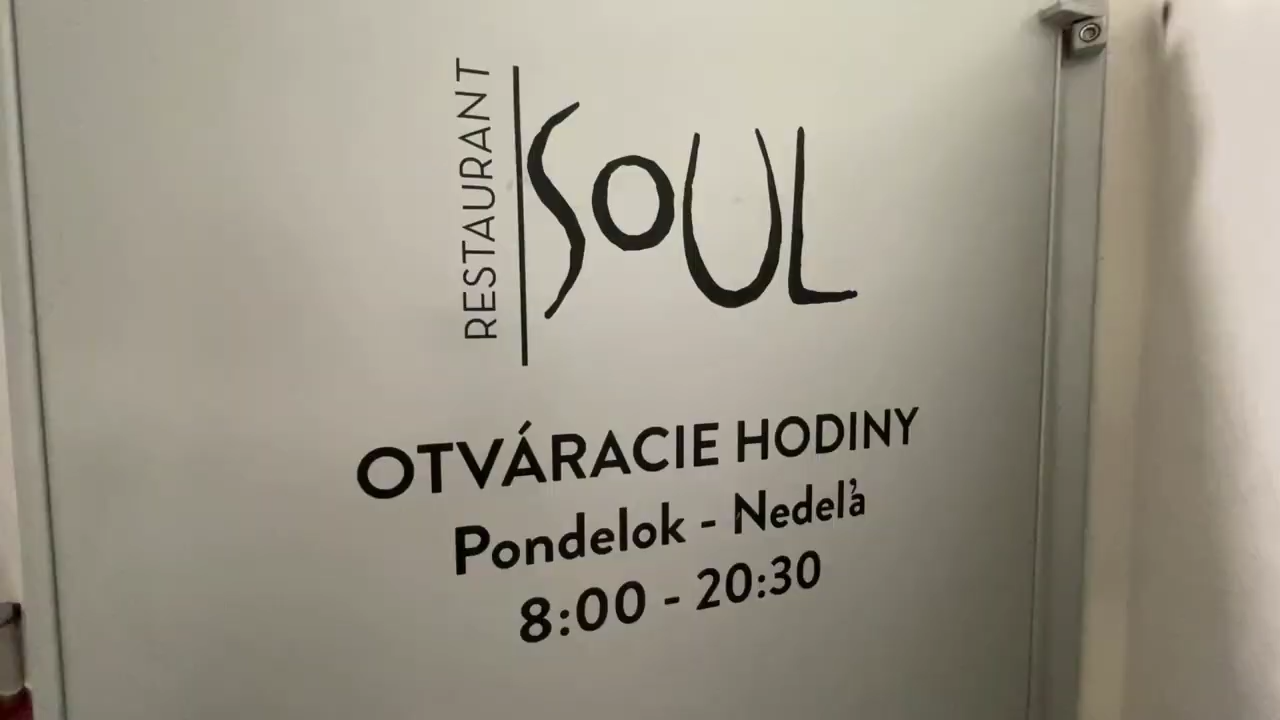 RESTAURANT
SOUL
OTVÁRACIE HODINY
Pondelok - Nedeľa
8:00 - 20:30